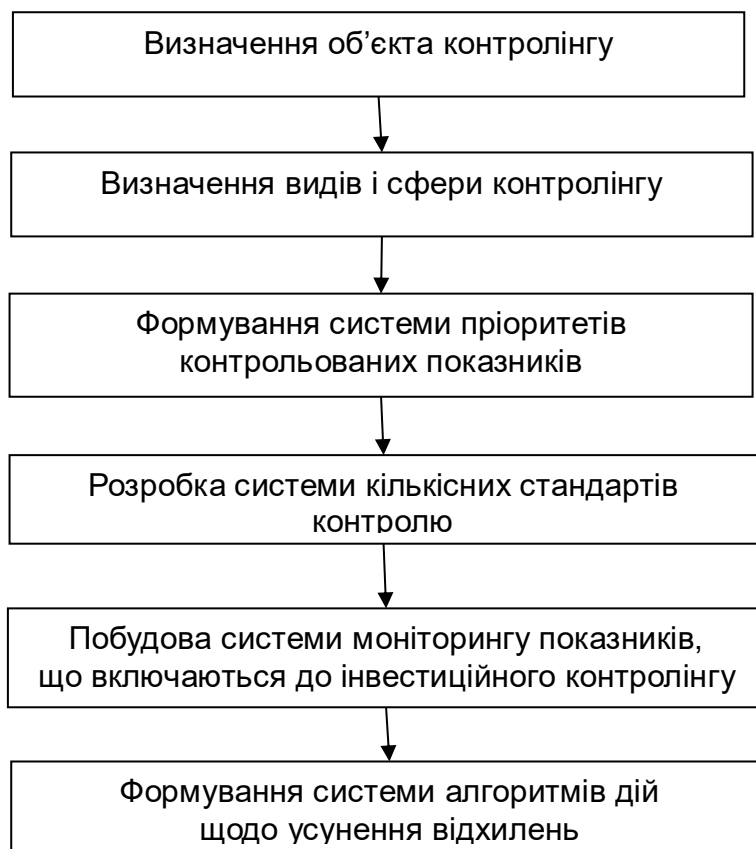 Визначення об’єкта контролінгу
Визначення видів і сфери контролінгу
Формування системи пріоритетів
контрольованих показників
Розробка системи кількісних стандартів
контролю
Побудова системи моніторингу показників,
що включаються до інвестиційного контролінгу
Формування системи алгоритмів дій
щодо усунення відхилень